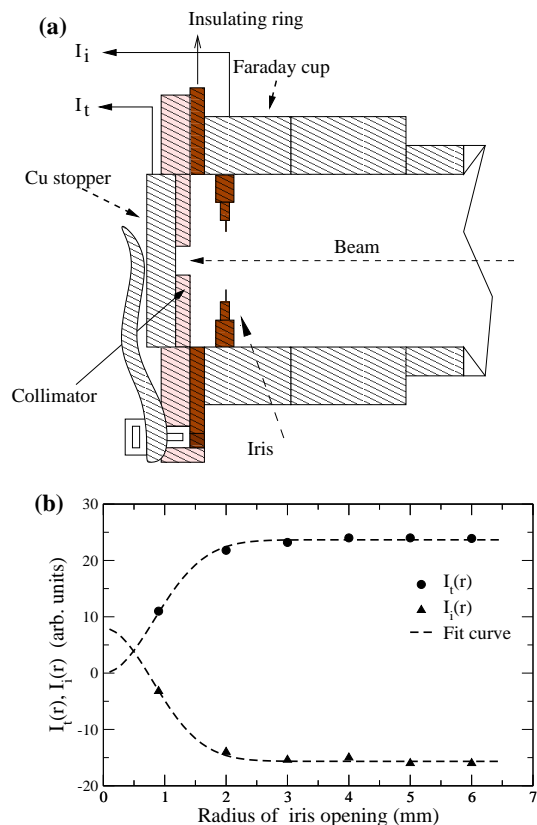 (a)
Insulating ring
I_i
Faraday cup
I_t
Cu stopper
Beam
Collimator
Iris
(b)
30
20
10
0
-10
-20
I_t(r), I_i(r) (arb. units)
I_t(r)
I_i(r)
Fit curve
0 1 2 3 4 5 6 7
Radius of iris opening (mm)